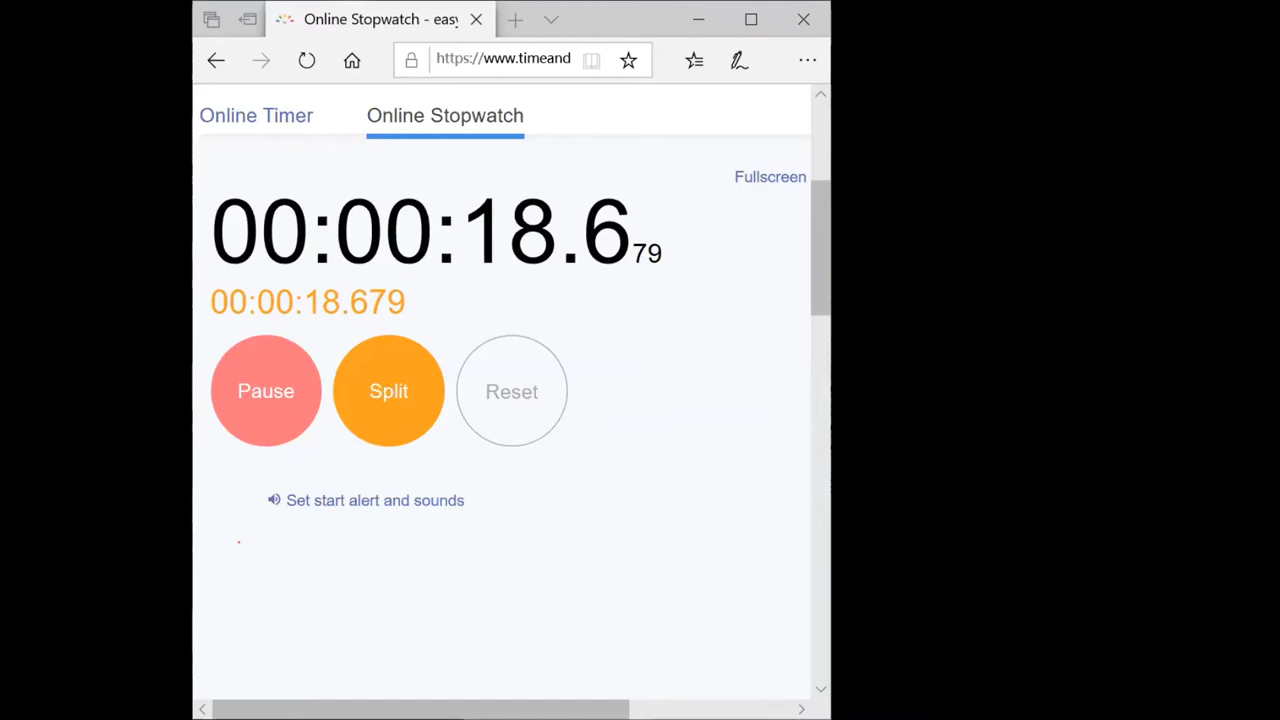 Online Stopwatch - easy
https://www.timeand
Online Timer
Online Stopwatch
Fullscreen
00:00:18.679
00:00:18.679
Pause
Split
Reset
Set start alert and sounds